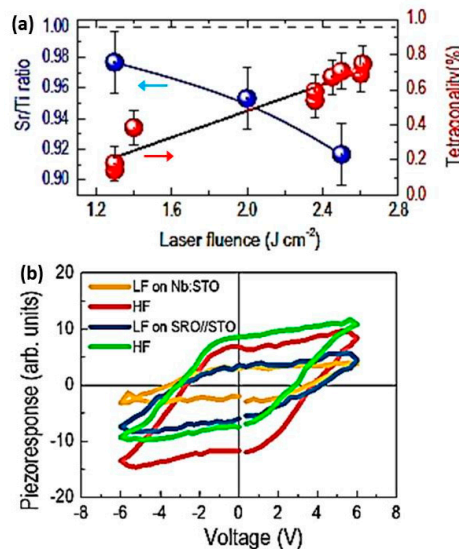 (a)
1.00
0.98
0.96
0.94
0.92
0.90
Sr/Ti ratio
1.0
0.8
0.6
0.4
0.2
0.0
Tetragonality(%)
1.2 1.6 2.0 2.4 2.8
Laser fluence (J cm⁻²)
(b)
20
10
0
-10
-20
Piezoresponse (arb. units)
LF on Nb:STO
HF
LF on SRO//STO
HF
-6 -4 -2 0 2 4 6
Voltage (V)